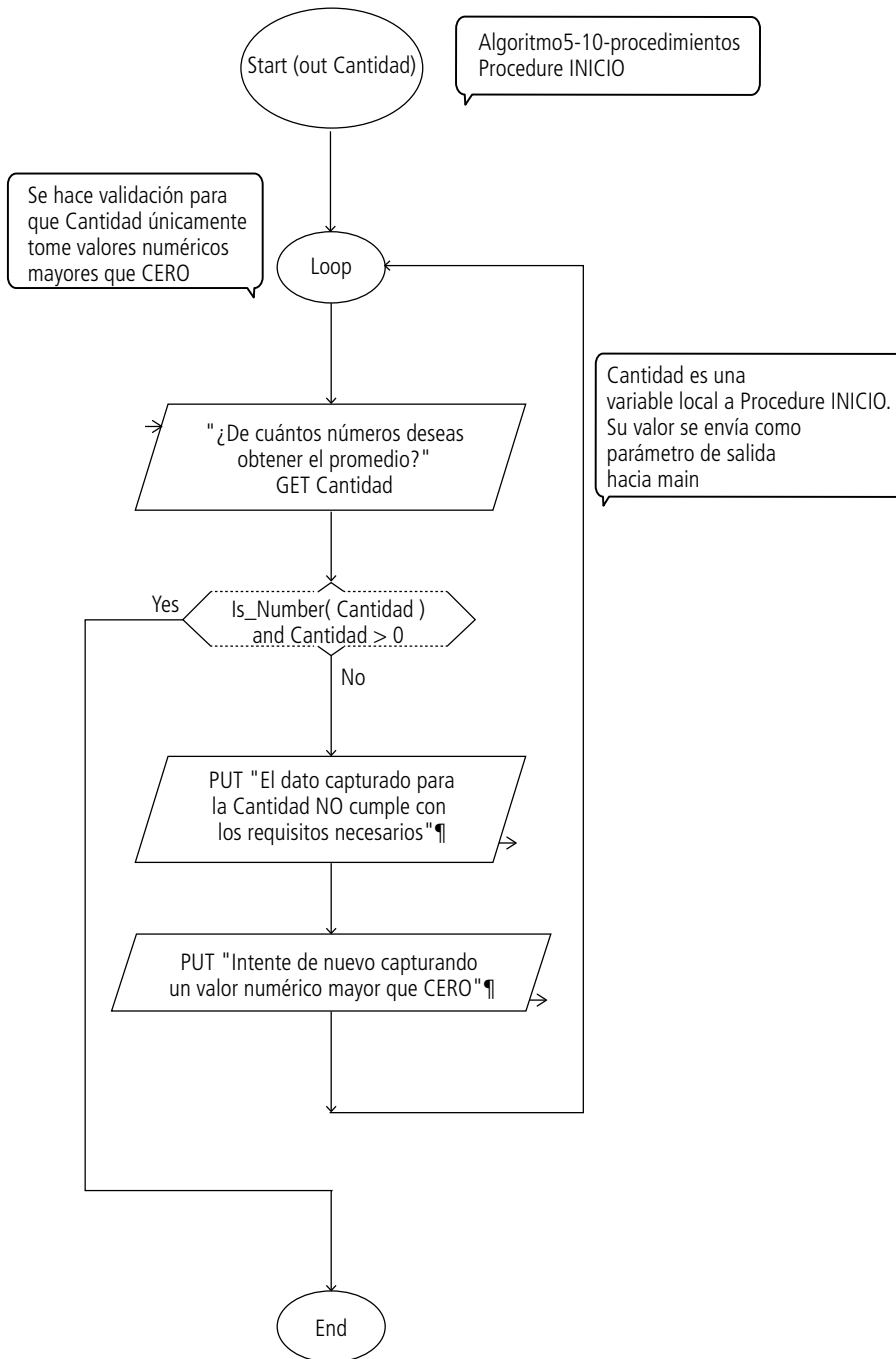 Start (out Cantidad)
Algoritmo5-10-procedimientos
Procedure INICIO
Se hace validación para
que Cantidad únicamente
tome valores numéricos
mayores que CERO
Loop
Cantidad es una
variable local a Procedure INICIO.
Su valor se envía como
parámetro de salida
hacia main
"¿De cuántos números deseas
obtener el promedio?"
GET Cantidad
Yes
Is_Number( Cantidad )
and Cantidad > 0
No
PUT "El dato capturado para
la Cantidad NO cumple con
los requisitos necesarios"¶
PUT "Intente de nuevo capturando
un valor numérico mayor que CERO"¶
End